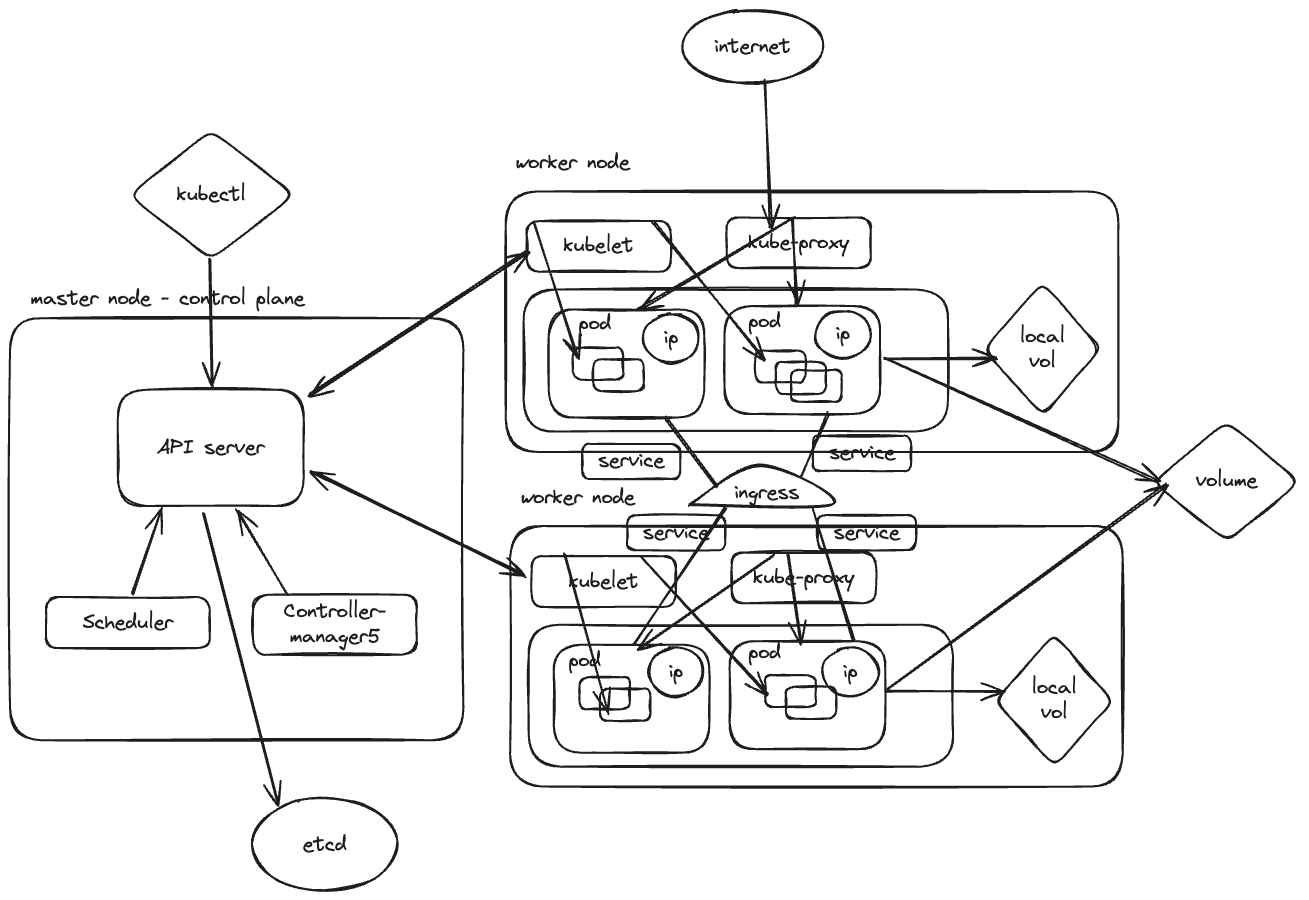 internet
worker node
kubectl
kubelet
kube-proxy
master node - control plane
pod
ip
pod
ip
local
vol
API server
service
service
volume
worker node
ingress
service
service
kubelet
kube-proxy
Scheduler
Controller-
manager5
pod
ip
pod
ip
local
vol
etcd